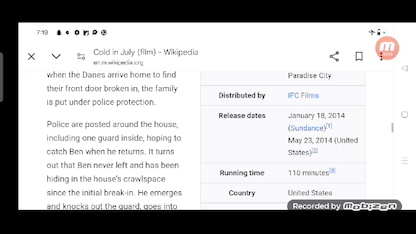 7:19
Cold in July (film) - Wikipedia
en.m.wikipedia.org
when the Danes arrive home to find
their front door broken in, the family
is put under police protection.
Police are posted around the house,
including one guard inside, hoping to
catch Ben when he returns. It turns
out that Ben never left and has been
hiding in the house's crawlspace
since the initial break-in. He emerges
and knocks out the guard, goes into
Paradise City
Distributed by IFC Films
Release dates January 18, 2014
(Sundance)[1]
May 23, 2014 (United
States)[2]
Running time 110 minutes[3]
Country United States
Recorded by mobizen